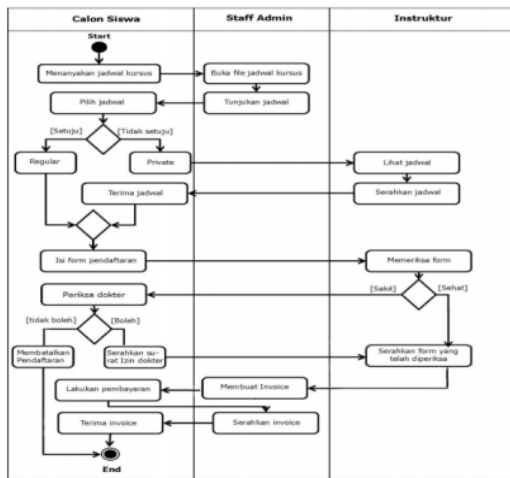 Calon Siswa
Staff Admin
Instruktur
Start
Menanyakan jadwal kursus
Buka file jadwal kursus
Pilih jadwal
Tunjukan jadwal
[Setuju]
[Tidak setuju]
Regular
Private
Lihat jadwal
Terima jadwal
Serahkan jadwal
Isi form pendaftaran
Memeriksa form
Periksa dokter
[Sakit]
[Sehat]
[tidak boleh]
[Boleh]
Membatalkan
Pendaftaran
Serahkan su-
rat Izin dokter
Serahkan form yang
telah diperiksa
Lakukan pembayaran
Membuat Invoice
Terima invoice
Serahkan invoice
End